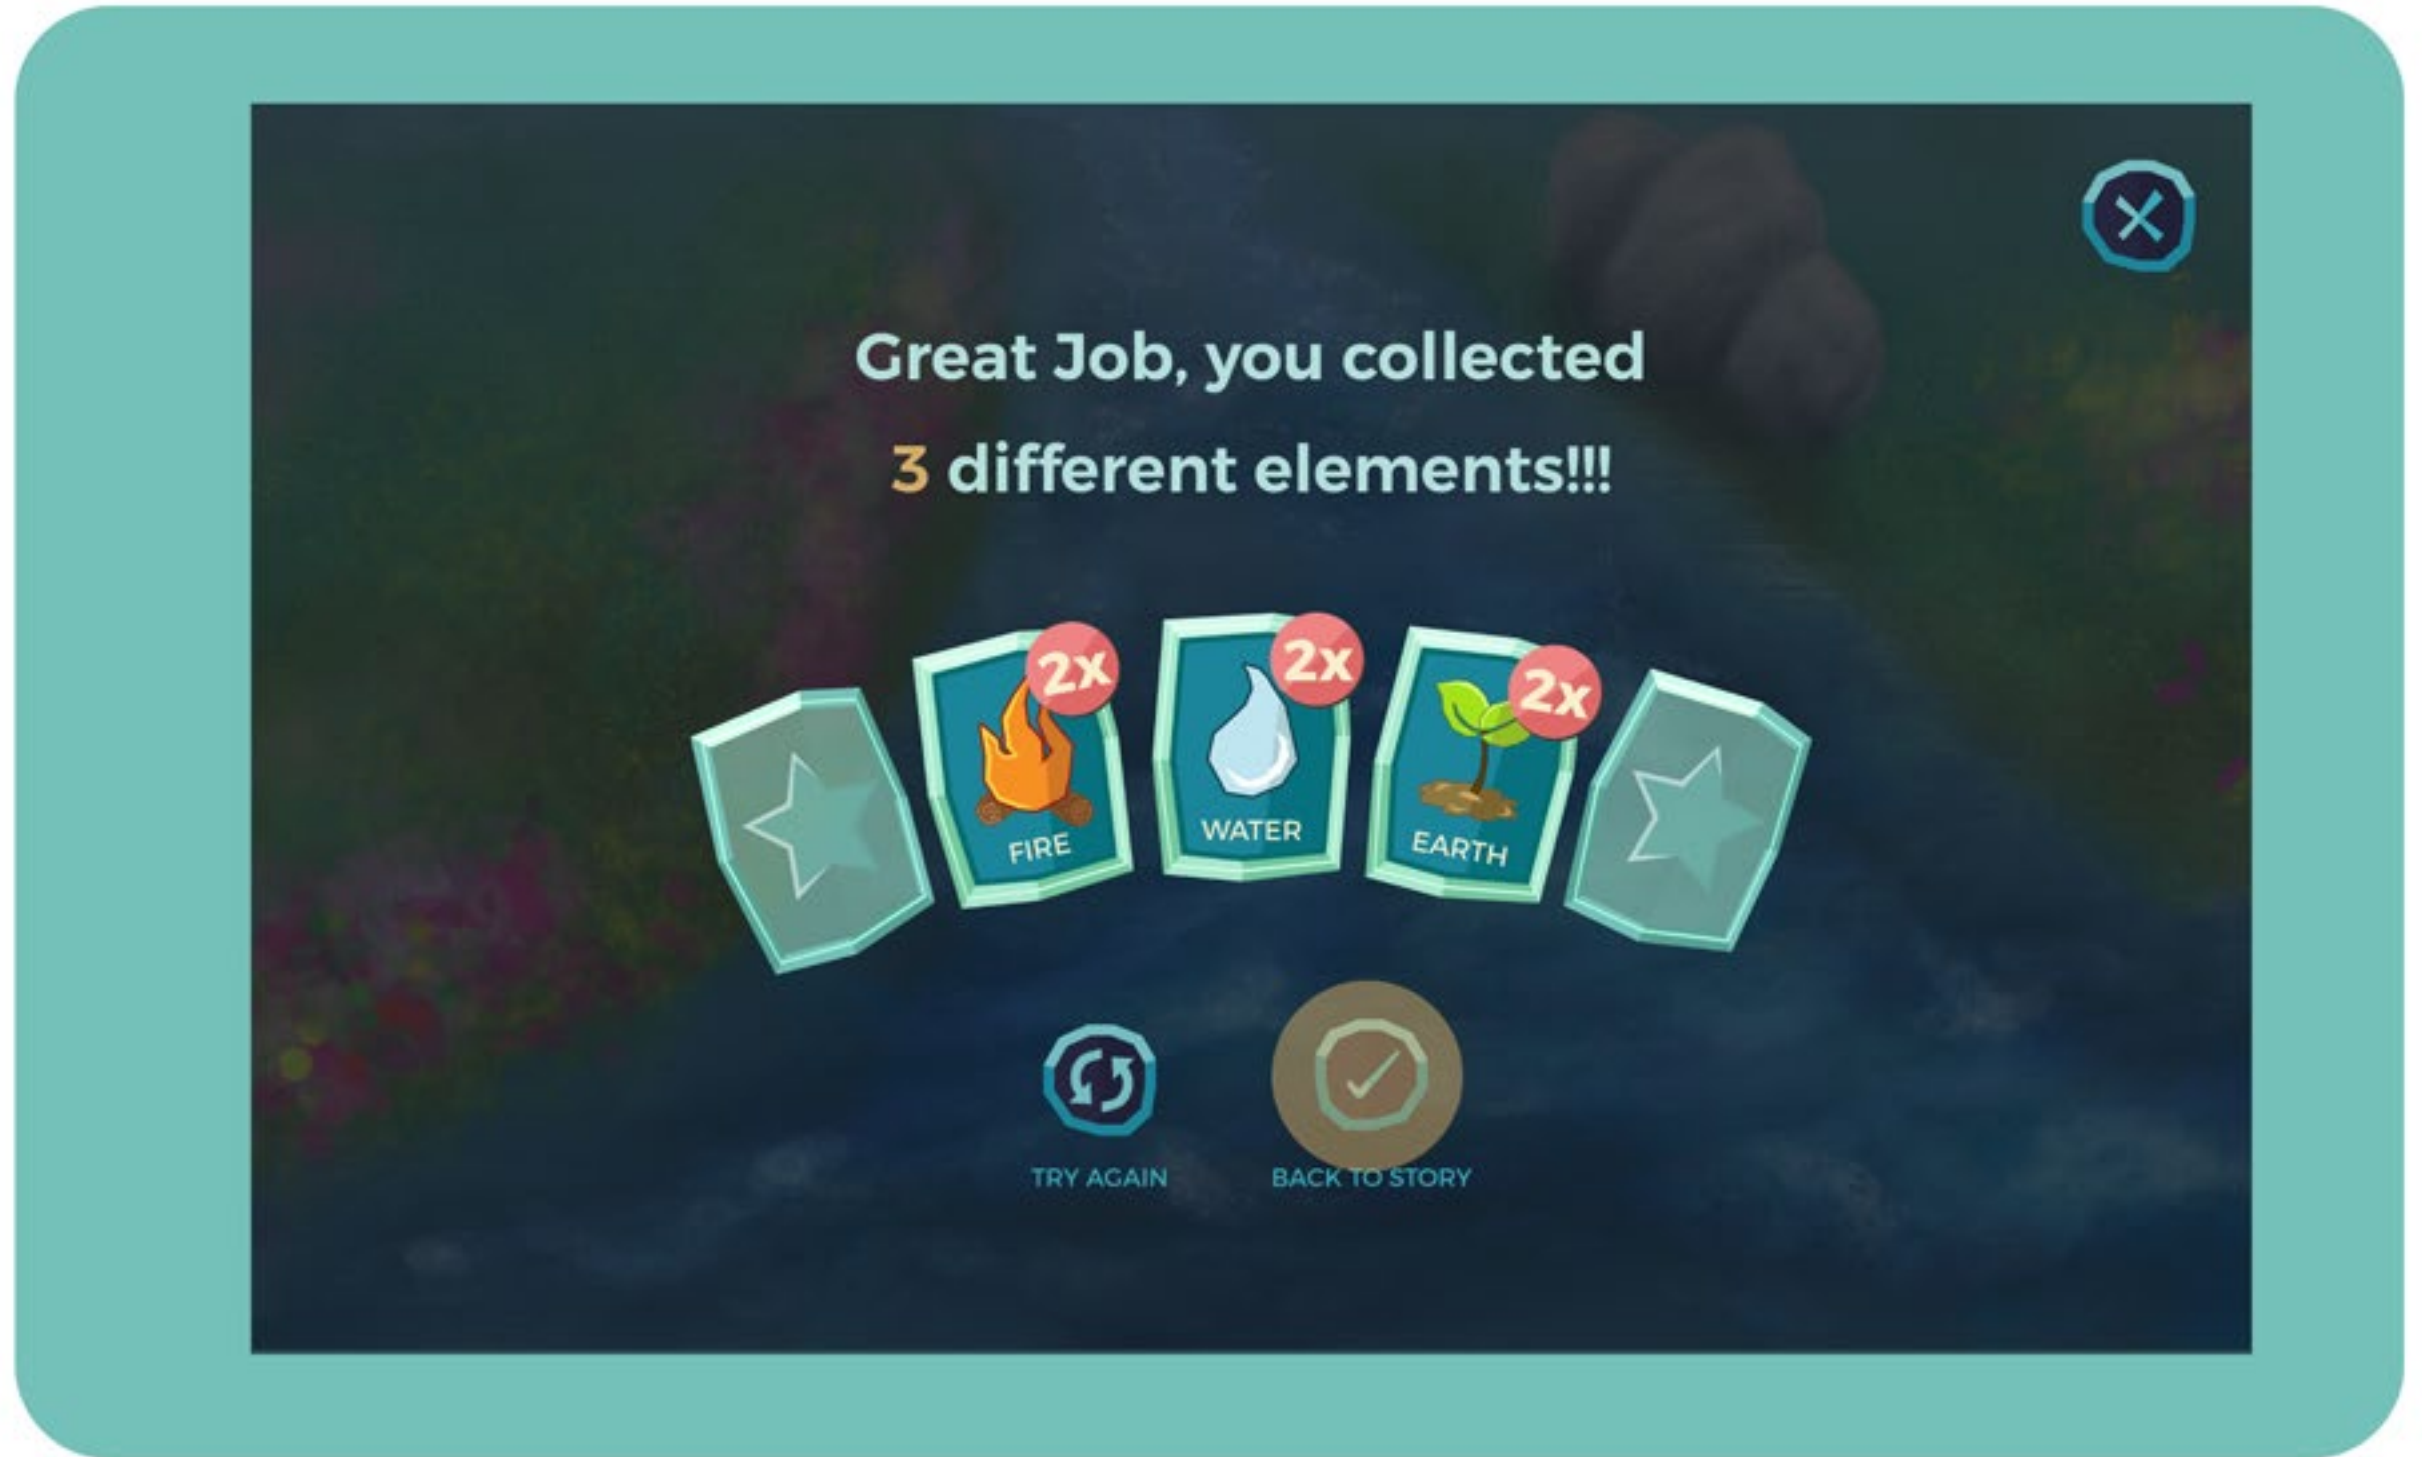 Great Job, you collected
3 different elements!!!
2x
2x
2x
FIRE
WATER
EARTH
TRY AGAIN
BACK TO STORY